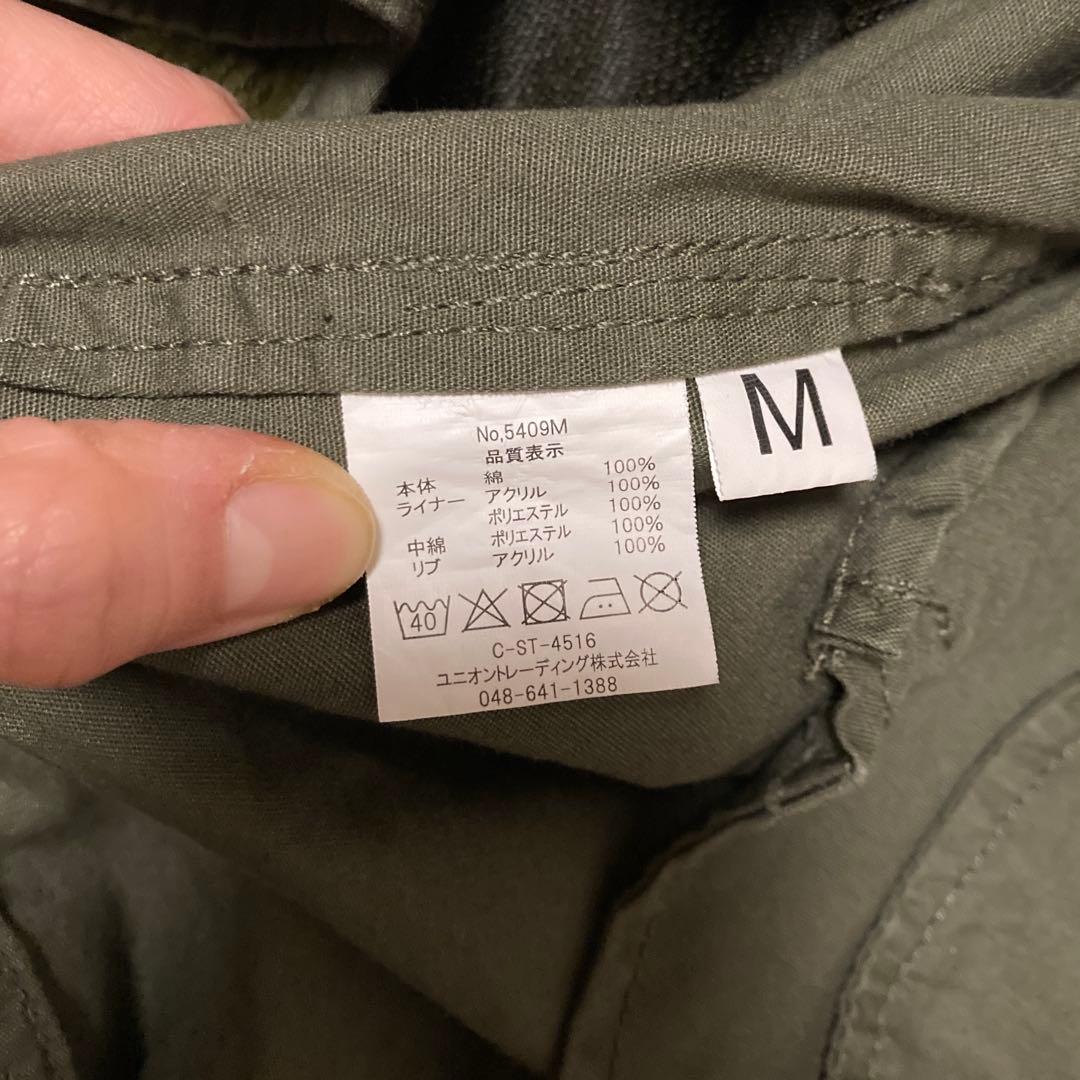 No,5409M
品質表示
本体 綿 100%
ライナー アクリル 100%
ポリエステル 100%
中綿 ポリエステル 100%
リブ アクリル 100%
40
C-ST-4516
ユニオントレーディング株式会社
048-641-1388
M